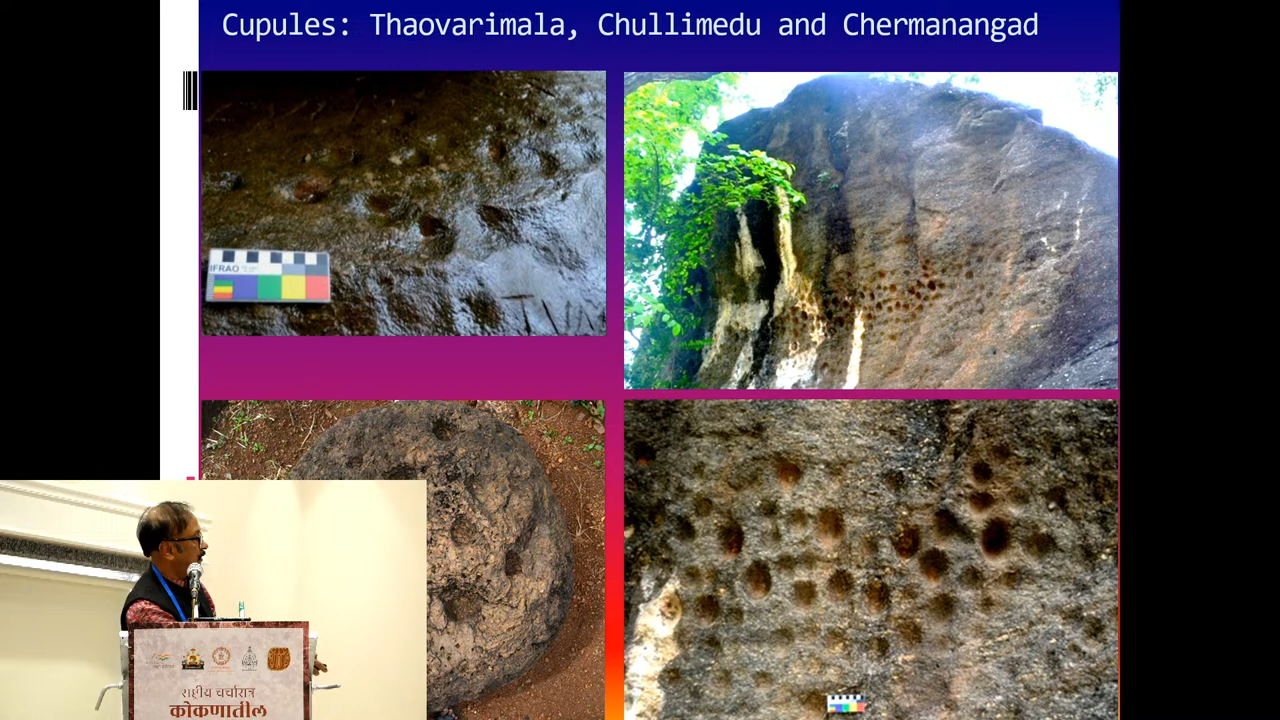 Cupules: Thaovarimala, Chullimedu and Chermanangad
IFRAO
राष्ट्रीय चर्चासत्र
कोकणातील